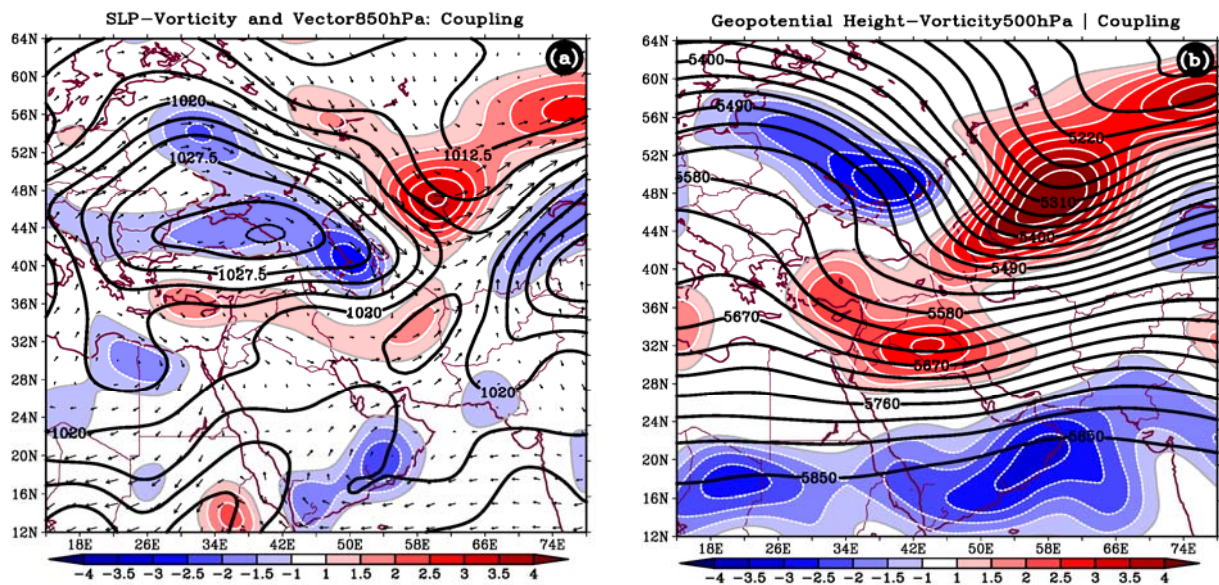 SLP-Vorticity and Vector850hPa: Coupling
64N
60N
56N
52N
48N
44N
40N
36N
32N
28N
24N
20N
16N
12N
(a)
1020
1027.5
1012.5
1027.5
1020
1020
1020
18E 26E 34E 42E 50E 58E 66E 74E
-4 -3.5 -3 -2.5 -2 -1.5 -1 1 1.5 2 2.5 3 3.5 4
Geopotential Height-Vorticity500hPa | Coupling
64N
60N
56N
52N
48N
44N
40N
36N
32N
28N
24N
20N
16N
12N
(b)
5400
5490
5220
5580
5310
5400
5490
5670
5580
5670
5760
5850
5850
18E 26E 34E 42E 50E 58E 66E 74E
-4 -3.5 -3 -2.5 -2 -1.5 -1 1 1.5 2 2.5 3 3.5 4